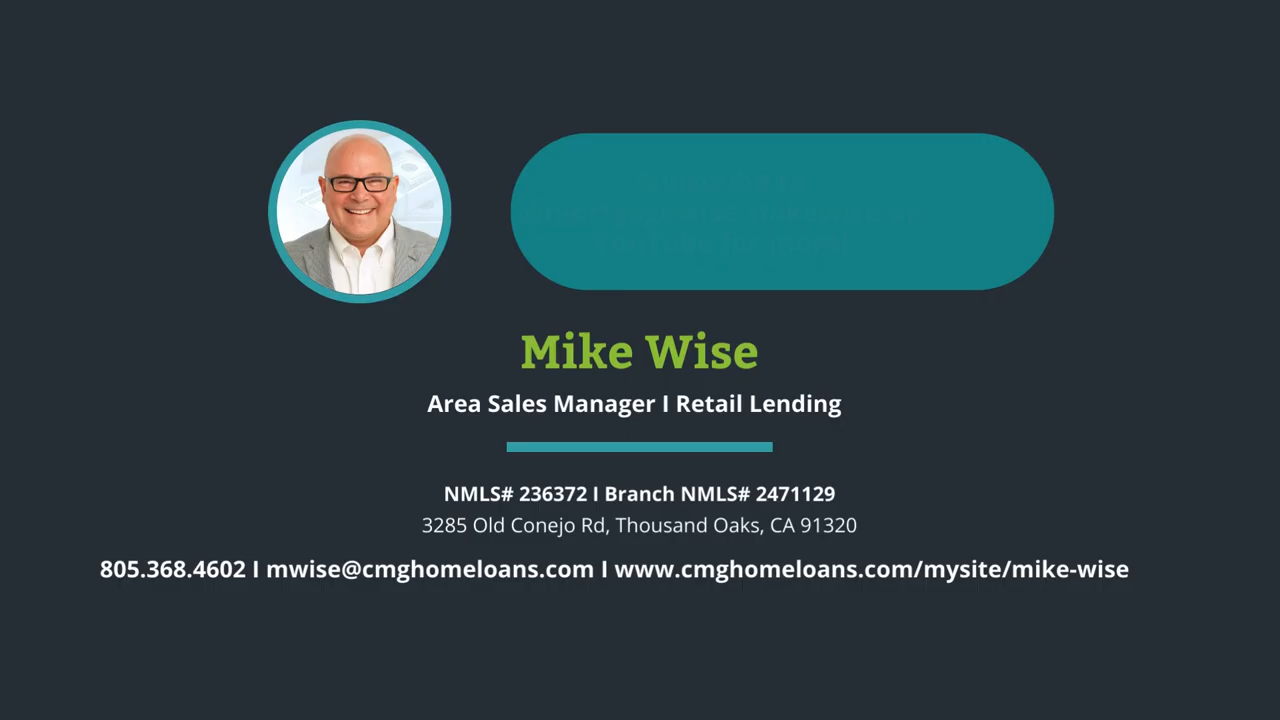 Mike Wise
Area Sales Manager I Retail Lending
NMLS# 236372 I Branch NMLS# 2471129
3285 Old Conejo Rd, Thousand Oaks, CA 91320
805.368.4602 I mwise@cmghomeloans.com I www.cmghomeloans.com/mysite/mike-wise